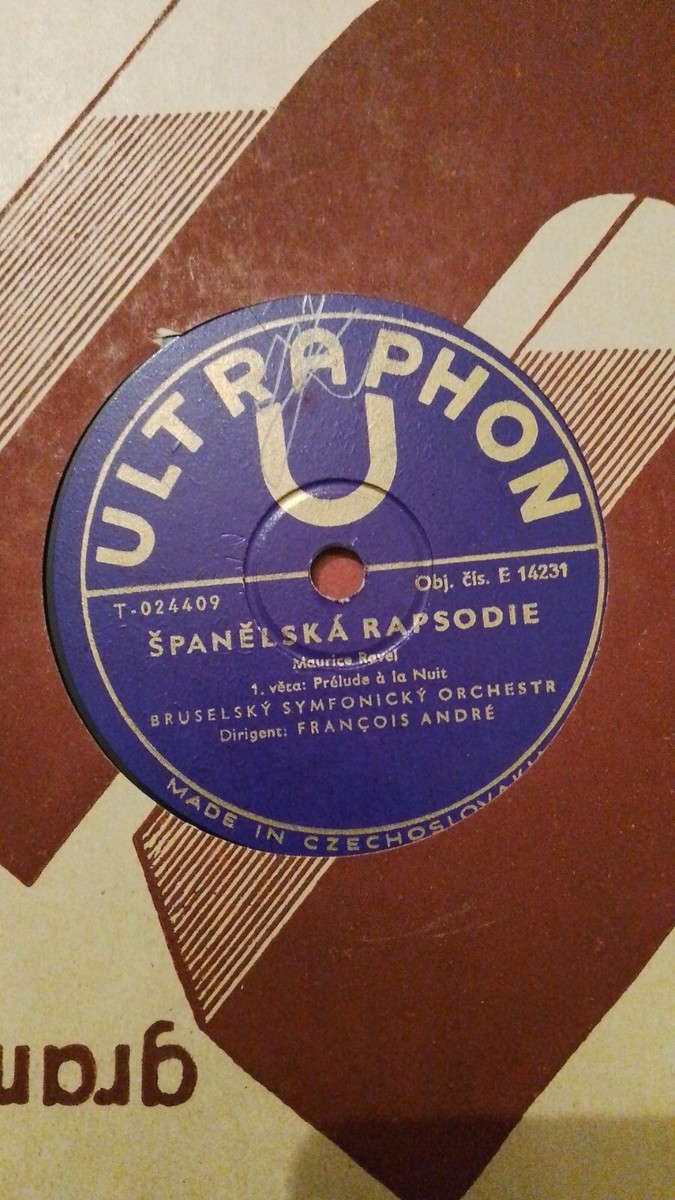 ULTRAPHON
U
T-024409
Obj. čís. E 14231
ŠPANĚLSKÁ RAPSODIE
Maurice Ravel
1. věta: Prélude à la Nuit
BRUSELSKÝ SYMFONICKÝ ORCHESTR
Dirigent: FRANÇOIS ANDRÉ
MADE IN CZECHOSLOVAKIA
gram